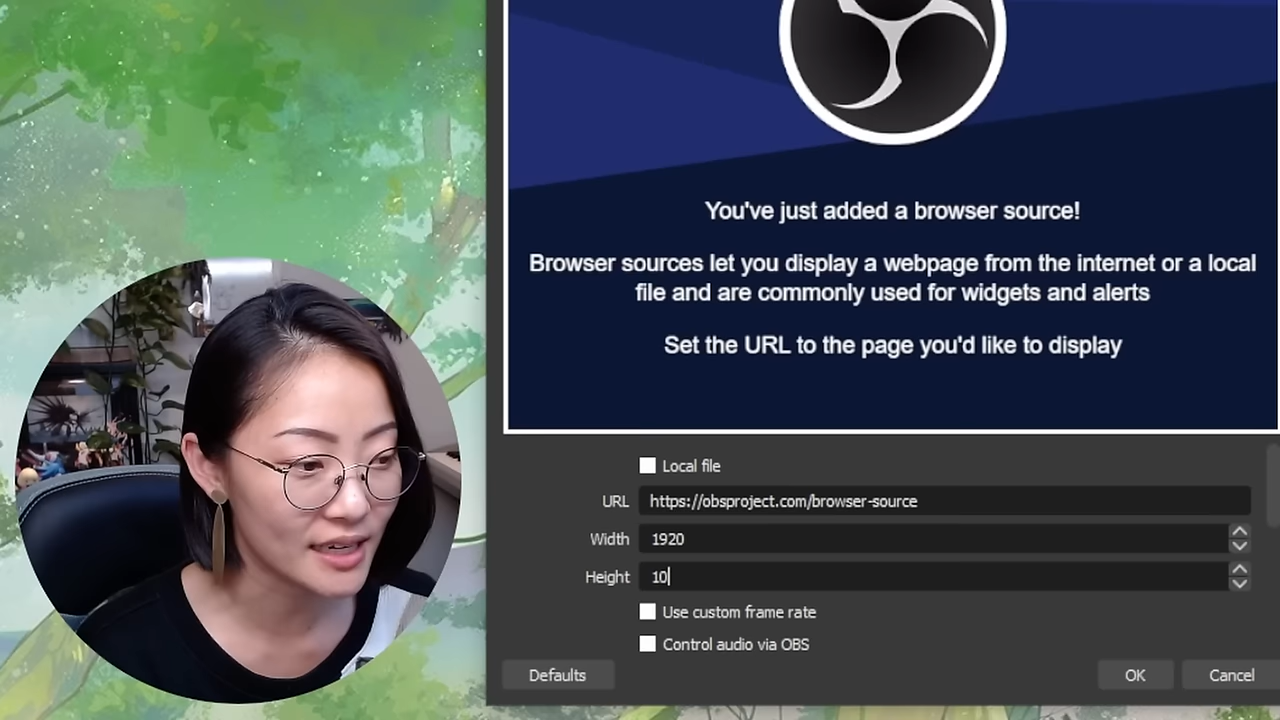 You've just added a browser source!
Browser sources let you display a webpage from the internet or a local
file and are commonly used for widgets and alerts
Set the URL to the page you'd like to display
Local file
URL https://obsproject.com/browser-source
Width 1920
Height 10
Use custom frame rate
Control audio via OBS
Defaults OK Cancel